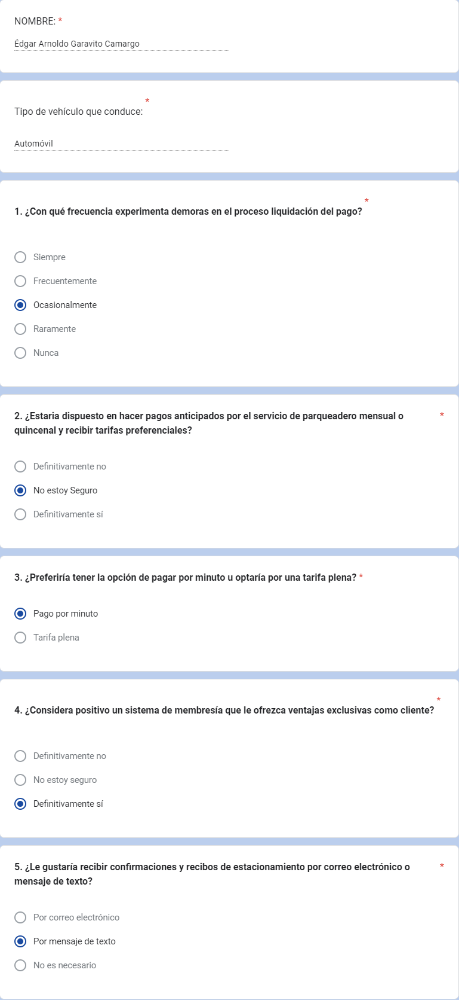 NOMBRE: *
Édgar Arnoldo Garavito Camargo
Tipo de vehículo que conduce: *
Automóvil
1. ¿Con qué frecuencia experimenta demoras en el proceso liquidación del pago? *
Siempre
Frecuentemente
Ocasionalmente
Raramente
Nunca
2. ¿Estaria dispuesto en hacer pagos anticipados por el servicio de parqueadero mensual o *
quincenal y recibir tarifas preferenciales?
Definitivamente no
No estoy Seguro
Definitivamente sí
3. ¿Preferiría tener la opción de pagar por minuto u optaría por una tarifa plena? *
Pago por minuto
Tarifa plena
4. ¿Considera positivo un sistema de membresía que le ofrezca ventajas exclusivas como cliente? *
Definitivamente no
No estoy seguro
Definitivamente sí
5. ¿Le gustaría recibir confirmaciones y recibos de estacionamiento por correo electrónico o *
mensaje de texto?
Por correo electrónico
Por mensaje de texto
No es necesario